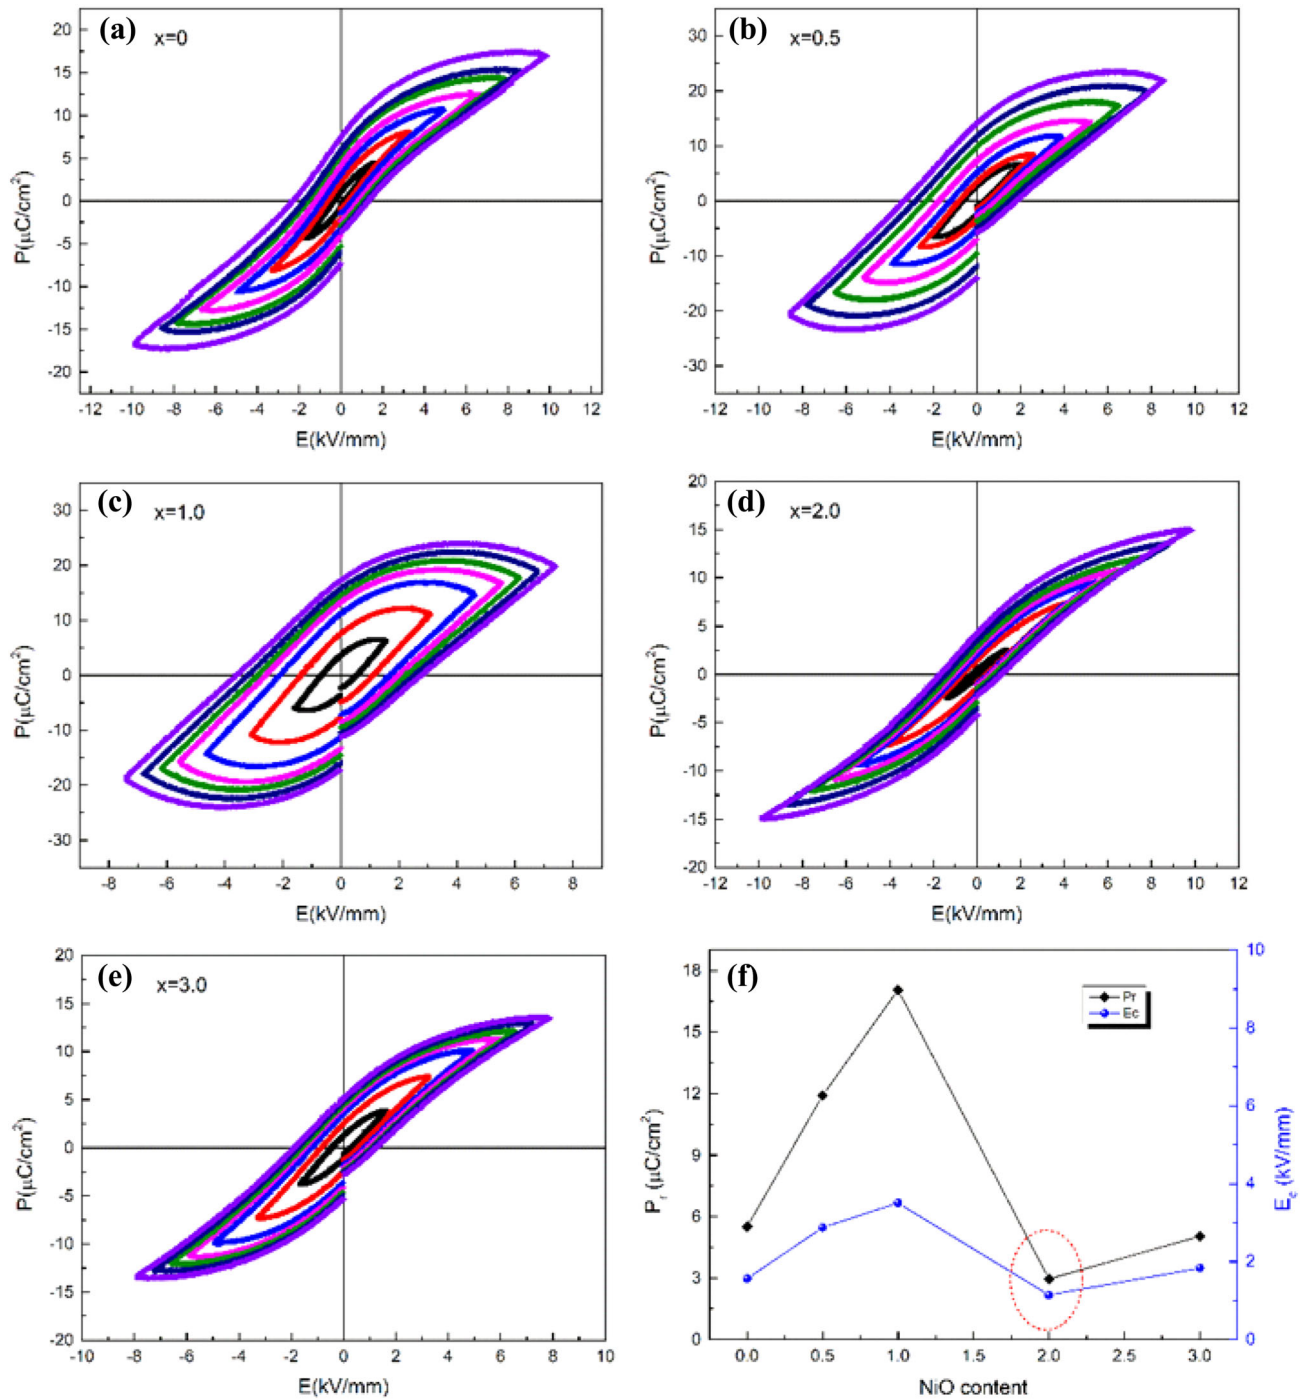 (a) x=0
22.5
20
15
10
5
0
-5
-10
-15
-20
P(μC/cm²)
-12 -10 -8 -6 -4 -2 0 2 4 6 8 10 12
E(kV/mm)
(b) x=0.5
30
20
10
0
-10
-20
-30
P(μC/cm²)
-12 -10 -8 -6 -4 -2 0 2 4 6 8 10 12
E(kV/mm)
(c) x=1.0
30
20
10
0
-10
-20
-30
P(μC/cm²)
-8 -6 -4 -2 0 2 4 6 8
E(kV/mm)
(d) x=2.0
20
15
10
5
0
-5
-10
-15
-20
P(μC/cm²)
-12 -10 -8 -6 -4 -2 0 2 4 6 8 10 12
E(kV/mm)
(e) x=3.0
20
15
10
5
0
-5
-10
-15
-20
P(μC/cm²)
-10 -8 -6 -4 -2 0 2 4 6 8 10
E(kV/mm)
(f)
Pr
Ec
18
15
12
9
6
3
0
P_r (μC/cm²)
10
8
6
4
2
0
E_c (kV/mm)
0.0 0.5 1.0 1.5 2.0 2.5 3.0
NiO content